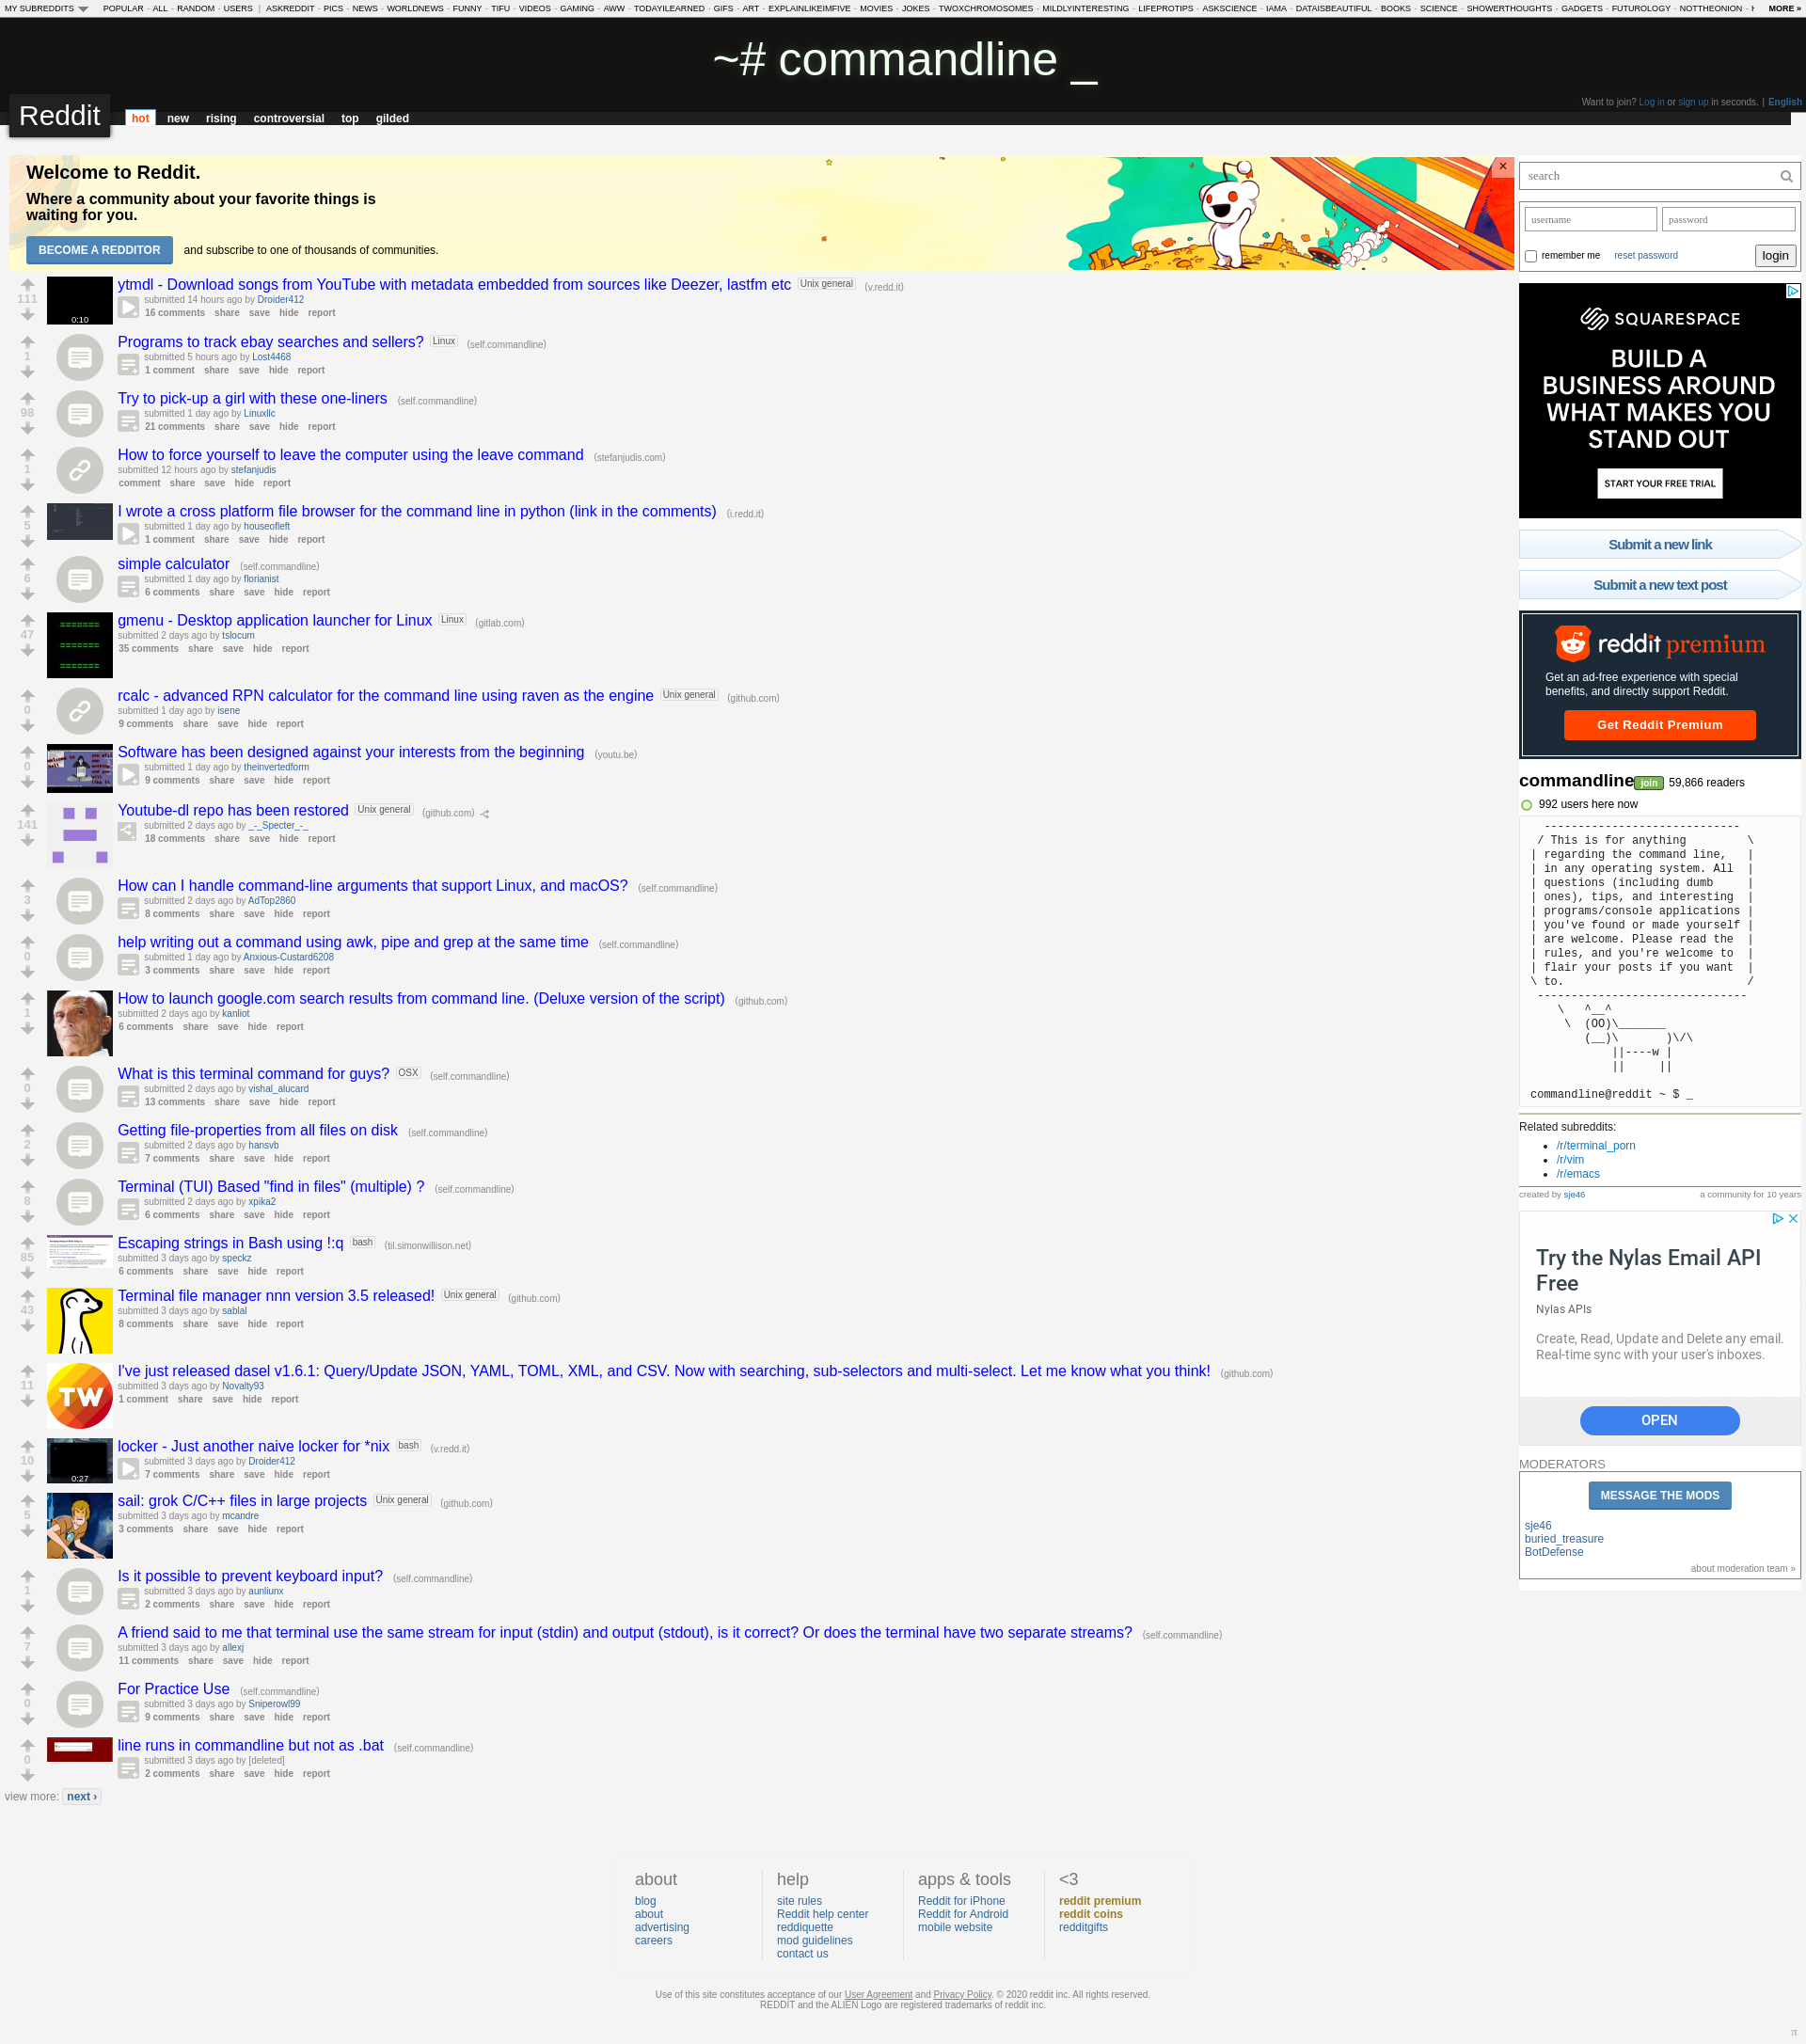 MY SUBREDDITS POPULAR - ALL - RANDOM - USERS | ASKREDDIT - PICS - NEWS - WORLDNEWS - FUNNY - TIFU - VIDEOS - GAMING - AWW - TODAYILEARNED - GIFS - ART - EXPLAINLIKEIMFIVE - MOVIES - JOKES - TWOXCHROMOSOMES - MILDLYINTERESTING - LIFEPROTIPS - ASKSCIENCE - IAMA - DATAISBEAUTIFUL - BOOKS - SCIENCE - SHOWERTHOUGHTS - GADGETS - FUTUROLOGY - NOTTHEONION - MORE »
~# commandline _
Want to join? Log in or sign up in seconds. | English
Reddit hot new rising controversial top gilded
Welcome to Reddit.
Where a community about your favorite things is
waiting for you.
BECOME A REDDITOR and subscribe to one of thousands of communities.
ytmdl - Download songs from YouTube with metadata embedded from sources like Deezer, lastfm etc Unix general (v.redd.it)
111
0:10
submitted 14 hours ago by Droider412
16 comments share save hide report
Programs to track ebay searches and sellers? Linux (self.commandline)
1
submitted 5 hours ago by Lost4468
1 comment share save hide report
Try to pick-up a girl with these one-liners (self.commandline)
98
submitted 1 day ago by Linuxllc
21 comments share save hide report
How to force yourself to leave the computer using the leave command (stefanjudis.com)
1
submitted 12 hours ago by stefanjudis
comment share save hide report
I wrote a cross platform file browser for the command line in python (link in the comments) (i.redd.it)
5
submitted 1 day ago by houseofleft
1 comment share save hide report
simple calculator (self.commandline)
6
submitted 1 day ago by florianist
6 comments share save hide report
gmenu - Desktop application launcher for Linux Linux (gitlab.com)
47
submitted 2 days ago by tslocum
35 comments share save hide report
rcalc - advanced RPN calculator for the command line using raven as the engine Unix general (github.com)
0
submitted 1 day ago by isene
9 comments share save hide report
Software has been designed against your interests from the beginning (youtu.be)
0
submitted 1 day ago by theinvertedform
9 comments share save hide report
Youtube-dl repo has been restored Unix general (github.com)
141
submitted 2 days ago by _-_Specter_-_
18 comments share save hide report
How can I handle command-line arguments that support Linux, and macOS? (self.commandline)
3
submitted 2 days ago by AdTop2860
8 comments share save hide report
help writing out a command using awk, pipe and grep at the same time (self.commandline)
0
submitted 1 day ago by Anxious-Custard6208
3 comments share save hide report
How to launch google.com search results from command line. (Deluxe version of the script) (github.com)
1
submitted 2 days ago by kanliot
6 comments share save hide report
What is this terminal command for guys? OSX (self.commandline)
0
submitted 2 days ago by vishal_alucard
13 comments share save hide report
Getting file-properties from all files on disk (self.commandline)
2
submitted 2 days ago by hansvb
7 comments share save hide report
Terminal (TUI) Based "find in files" (multiple) ? (self.commandline)
8
submitted 2 days ago by xpika2
6 comments share save hide report
Escaping strings in Bash using !:q bash (til.simonwillison.net)
85
submitted 3 days ago by speckz
6 comments share save hide report
Terminal file manager nnn version 3.5 released! Unix general (github.com)
43
submitted 3 days ago by sablal
8 comments share save hide report
I've just released dasel v1.6.1: Query/Update JSON, YAML, TOML, XML, and CSV. Now with searching, sub-selectors and multi-select. Let me know what you think! (github.com)
11
TW
submitted 3 days ago by Novalty93
1 comment share save hide report
locker - Just another naive locker for *nix bash (v.redd.it)
10
0:27
submitted 3 days ago by Droider412
7 comments share save hide report
sail: grok C/C++ files in large projects Unix general (github.com)
5
submitted 3 days ago by mcandre
3 comments share save hide report
Is it possible to prevent keyboard input? (self.commandline)
1
submitted 3 days ago by aunliunx
2 comments share save hide report
A friend said to me that terminal use the same stream for input (stdin) and output (stdout), is it correct? Or does the terminal have two separate streams? (self.commandline)
7
submitted 3 days ago by allexj
11 comments share save hide report
For Practice Use (self.commandline)
0
submitted 3 days ago by Sniperowl99
9 comments share save hide report
line runs in commandline but not as .bat (self.commandline)
0
submitted 3 days ago by [deleted]
2 comments share save hide report
view more: next ›
search
username password
remember me reset password login
SQUARESPACE
BUILD A
BUSINESS AROUND
WHAT MAKES YOU
STAND OUT
START YOUR FREE TRIAL
Submit a new link
Submit a new text post
reddit premium
Get an ad-free experience with special
benefits, and directly support Reddit.
Get Reddit Premium
commandline join 59,866 readers
992 users here now
-----------------------------
/ This is for anything \
| regarding the command line, |
| in any operating system. All |
| questions (including dumb |
| ones), tips, and interesting |
| programs/console applications |
| you've found or made yourself |
| are welcome. Please read the |
| rules, and you're welcome to |
| flair your posts if you want |
\ to. /
-------------------------------
\ ^__^
\ (OO)\_______
(__)\ )\/\
||----w |
|| ||
commandline@reddit ~ $ _
Related subreddits:
/r/terminal_porn
/r/vim
/r/emacs
created by sje46 a community for 10 years
Try the Nylas Email API
Free
Nylas APIs
Create, Read, Update and Delete any email.
Real-time sync with your user's inboxes.
OPEN
MODERATORS
MESSAGE THE MODS
sje46
buried_treasure
BotDefense
about moderation team »
about
blog
about
advertising
careers
help
site rules
Reddit help center
reddiquette
mod guidelines
contact us
apps & tools
Reddit for iPhone
Reddit for Android
mobile website
<3
reddit premium
reddit coins
redditgifts
Use of this site constitutes acceptance of our User Agreement and Privacy Policy. © 2020 reddit inc. All rights reserved.
REDDIT and the ALIEN Logo are registered trademarks of reddit inc.
π